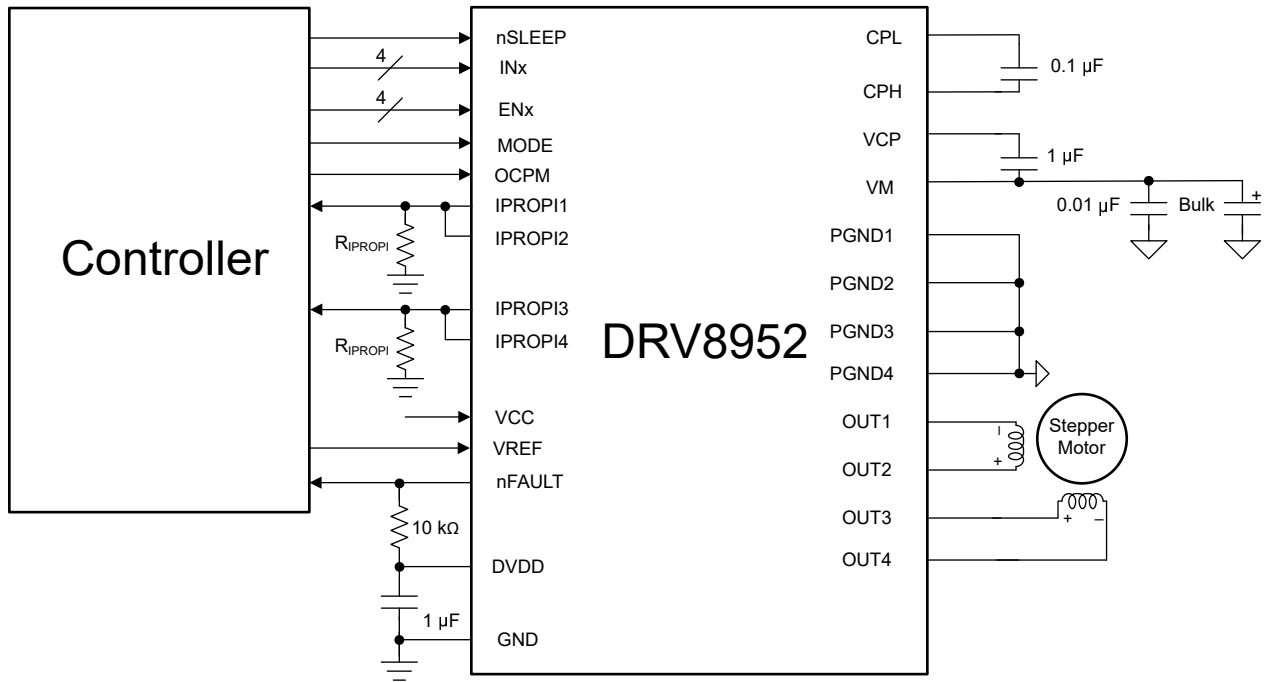 Controller
4
4
nSLEEP
INx
ENx
MODE
OCPM
IPROPI1
IPROPI2
RIPROPI
IPROPI3
IPROPI4
RIPROPI
VCC
VREF
nFAULT
10 kΩ
DVDD
1 µF
GND
DRV8952
CPL
CPH
VCP
VM
PGND1
PGND2
PGND3
PGND4
OUT1
OUT2
OUT3
OUT4
0.1 µF
1 µF
0.01 µF
Bulk
+
–
+
Stepper
Motor
+
–